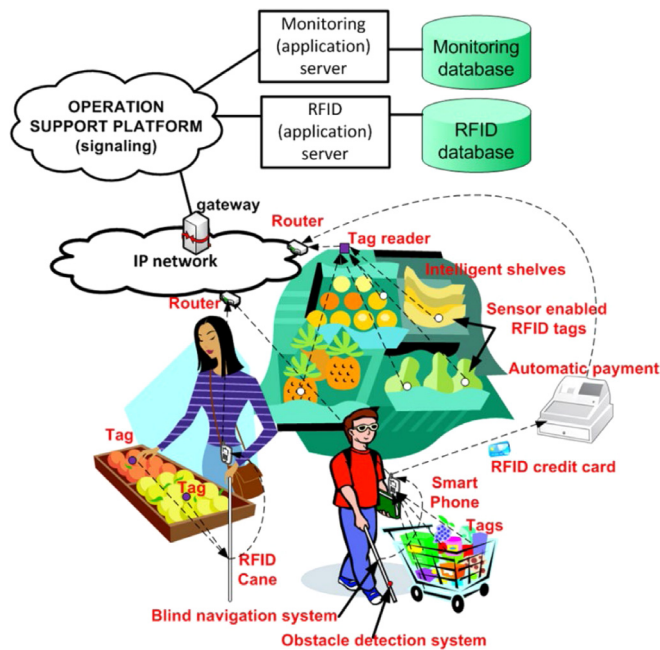 Monitoring
(application)
server
Monitoring
database
OPERATION
SUPPORT PLATFORM
(signaling)
RFID
(application)
server
RFID
database
gateway
Router
Tag reader
IP network
Intelligent shelves
Router
Sensor enabled
RFID tags
Automatic payment
Tag
Tag
RFID credit card
Smart
Phone
Tags
RFID
Cane
Blind navigation system
Obstacle detection system